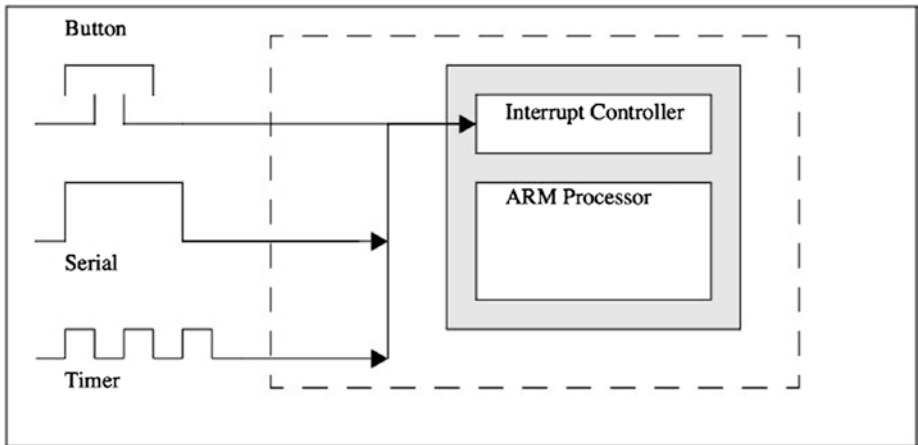 Button
Interrupt Controller
ARM Processor
Serial
Timer